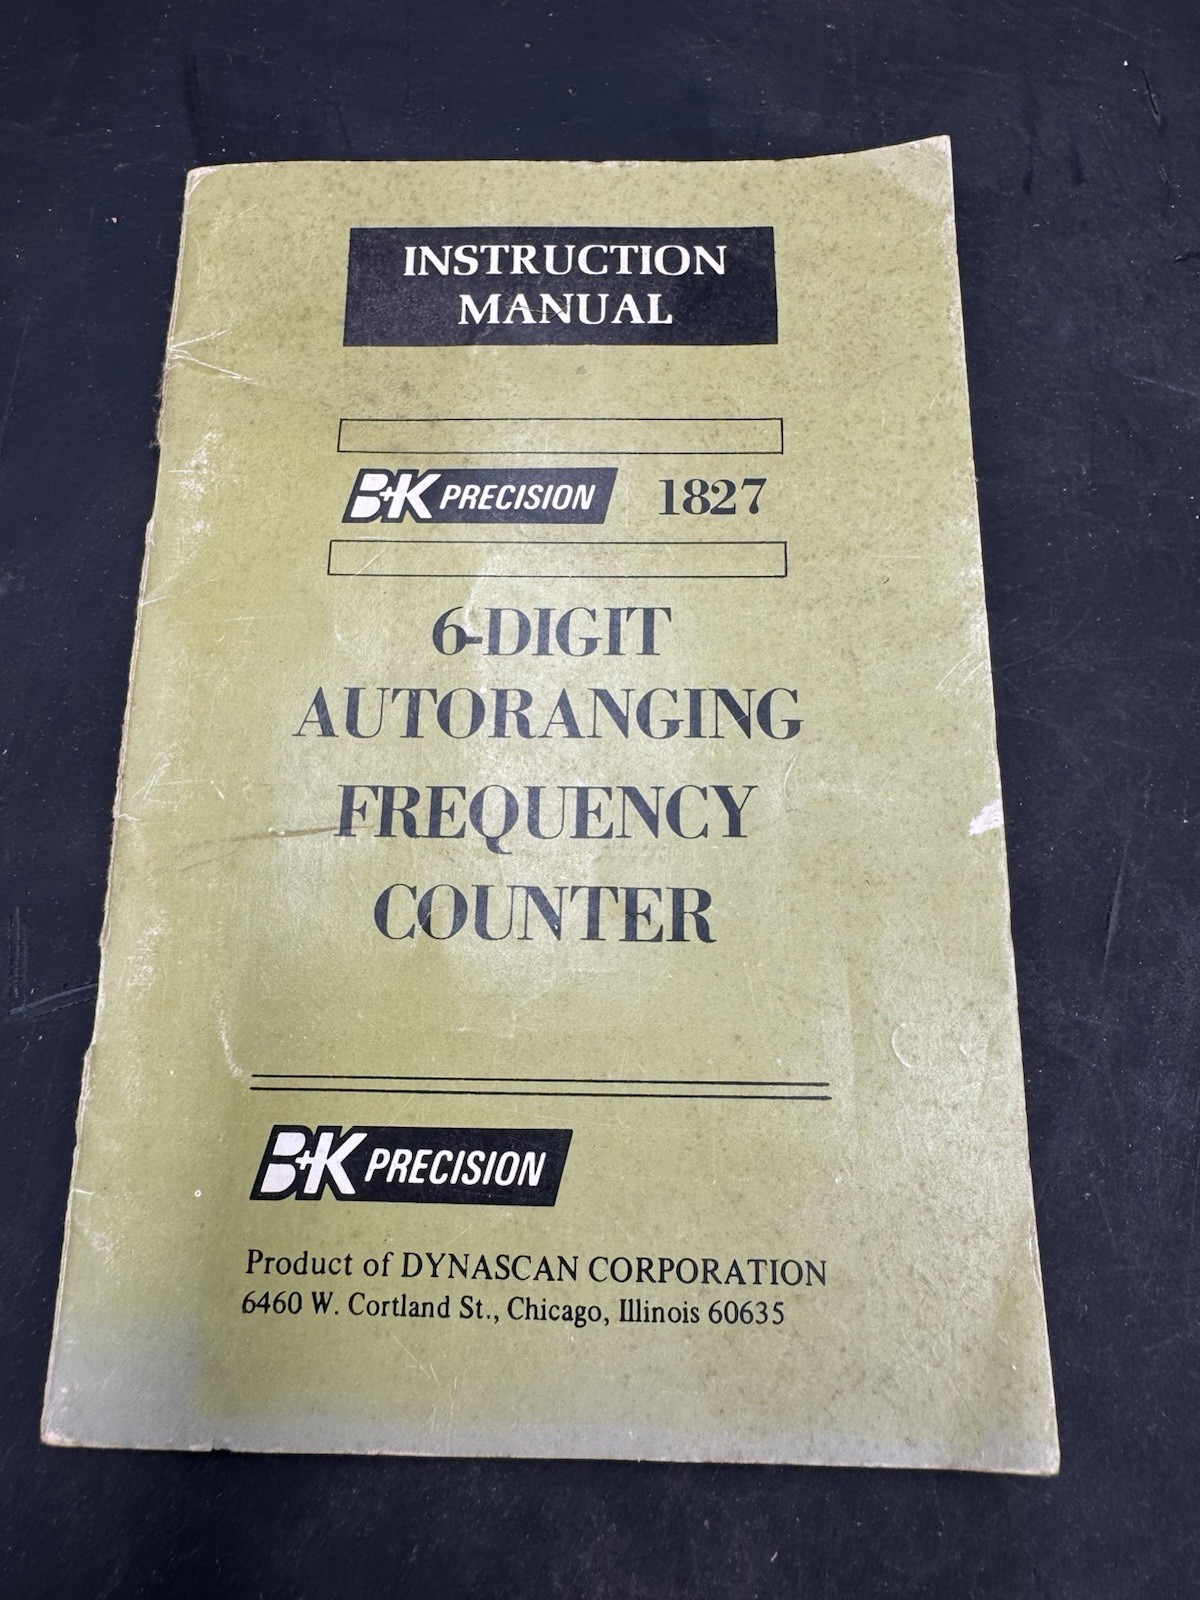 INSTRUCTION
MANUAL
B+K PRECISION 1827
6-DIGIT
AUTORANGING
FREQUENCY
COUNTER
B+K PRECISION
Product of DYNASCAN CORPORATION
6460 W. Cortland St., Chicago, Illinois 60635